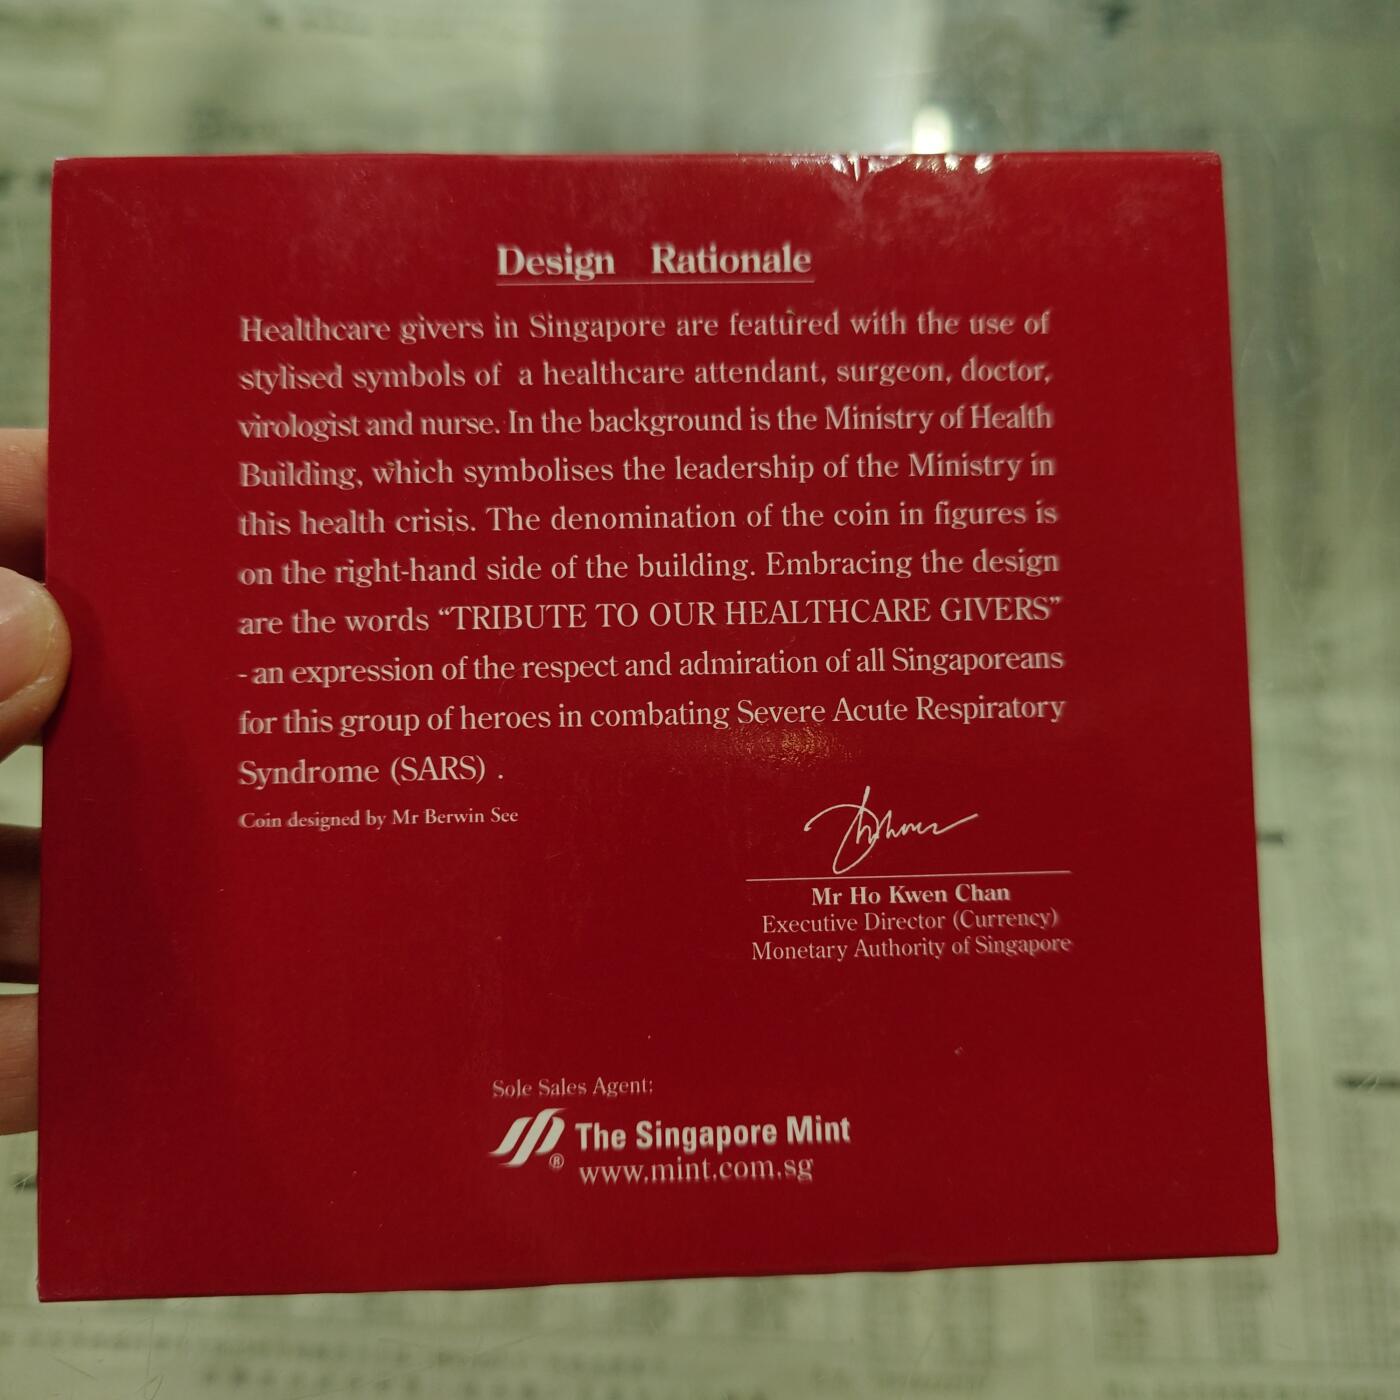 Design Rationale
Healthcare givers in Singapore are featured with the use of
stylised symbols of a healthcare attendant, surgeon, doctor,
virologist and nurse. In the background is the Ministry of Health
Building, which symbolises the leadership of the Ministry in
this health crisis. The denomination of the coin in figures is
on the right-hand side of the building. Embracing the design
are the words “TRIBUTE TO OUR HEALTHCARE GIVERS”
- an expression of the respect and admiration of all Singaporeans
for this group of heroes in combating Severe Acute Respiratory
Syndrome (SARS) .
Coin designed by Mr Berwin See
Mr Ho Kwen Chan
Executive Director (Currency)
Monetary Authority of Singapore
Sole Sales Agent:
® The Singapore Mint
www.mint.com.sg